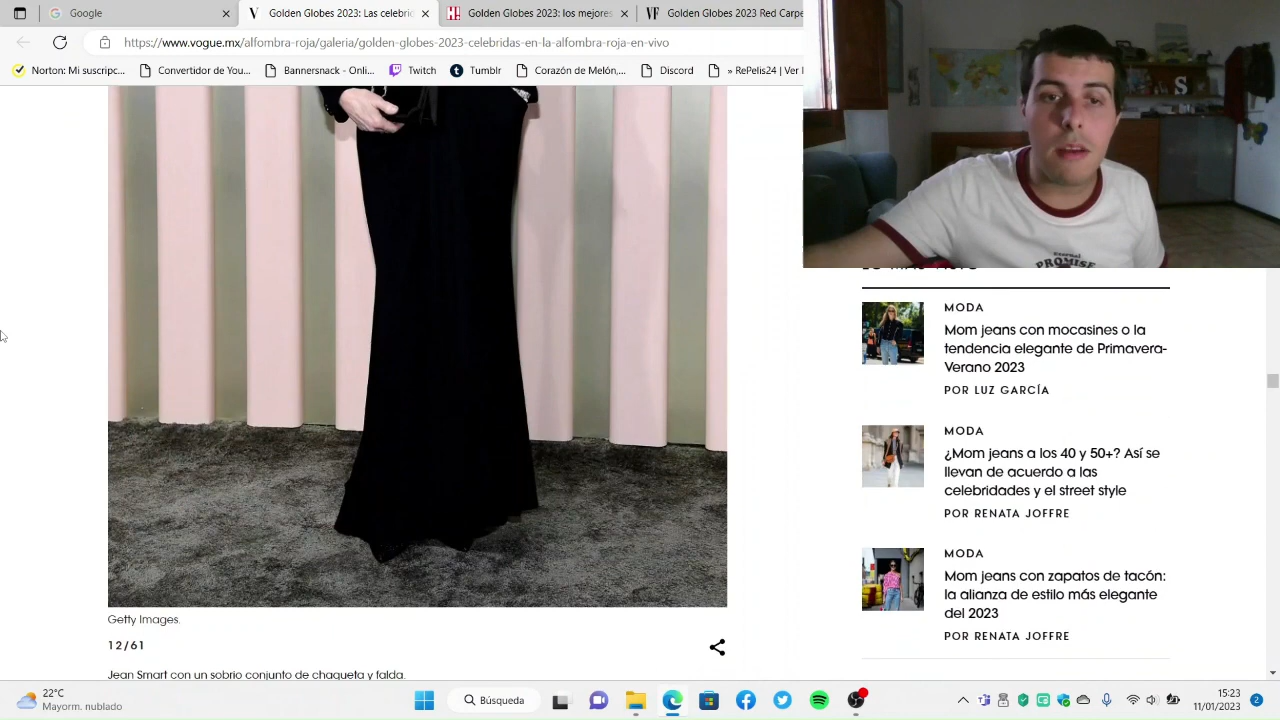 Google
Golden Globes 2023: Las celebric
Golden Globes 2023: los mejores
Golden Globes 2023 Red Carp
https://www.vogue.mx/alfombra-roja/galeria/golden-globes-2023-celebridas-en-la-alfombra-roja-en-vivo
Norton: Mi suscripc...
Convertidor de You...
Bannersnack - Onli...
Twitch
Tumblr
Corazón de Melón,...
Discord
» RePelis24 | Ver
S
Eternal
PROMISE
MODA
Mom jeans con mocasines o la
tendencia elegante de Primavera-
Verano 2023
POR LUZ GARCÍA
MODA
¿Mom jeans a los 40 y 50+? Así se
llevan de acuerdo a las
celebridades y el street style
POR RENATA JOFFRE
MODA
Mom jeans con zapatos de tacón:
la alianza de estilo más elegante
del 2023
POR RENATA JOFFRE
Getty Images.
12/61
Jean Smart con un sobrio conjunto de chaqueta y falda.
22°C
Mayorm. nublado
Búsqueda
15:23
11/01/2023
2